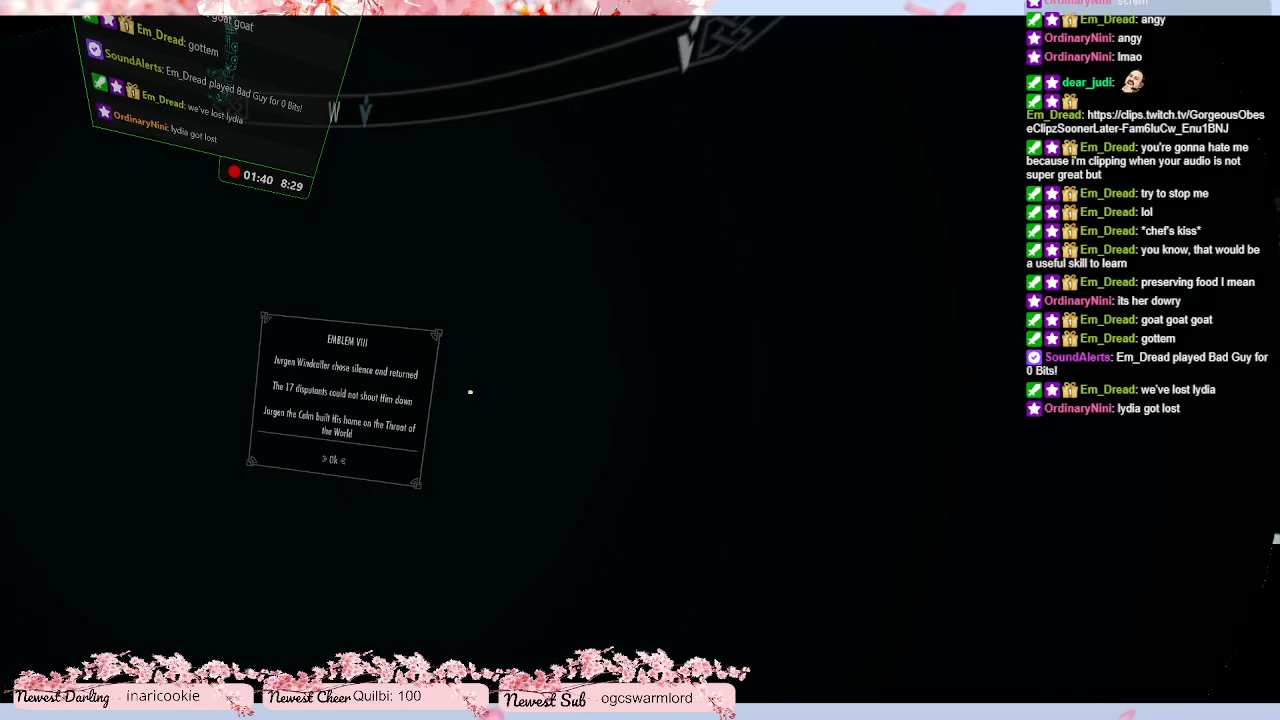 goat goat
Em_Dread: gottem
SoundAlerts: Em_Dread played Bad Guy for 0 Bits!
Em_Dread: we've lost lydia
OrdinaryNini: lydia got lost
01:40 8:29
W
EMBLEM VIII
Jurgen Windcaller chose silence and returned
The 17 disputants could not shout Him down
Jurgen the Calm built His home on the Throat of
the World
Ok
OrdinaryNini: screm
Em_Dread: angy
OrdinaryNini: angy
OrdinaryNini: lmao
dear_judi:
Em_Dread: https://clips.twitch.tv/GorgeousObes
eClipzSoonerLater-Fam6IuCw_Enu1BNJ
Em_Dread: you're gonna hate me
because i'm clipping when your audio is not
super great but
Em_Dread: try to stop me
Em_Dread: lol
Em_Dread: *chef's kiss*
Em_Dread: you know, that would be
a useful skill to learn
Em_Dread: preserving food I mean
OrdinaryNini: its her dowry
Em_Dread: goat goat goat
Em_Dread: gottem
SoundAlerts: Em_Dread played Bad Guy for
0 Bits!
Em_Dread: we've lost lydia
OrdinaryNini: lydia got lost
Newest Darling inaricookie
Newest Cheer Quilbi: 100
Newest Sub ogcswarmlord